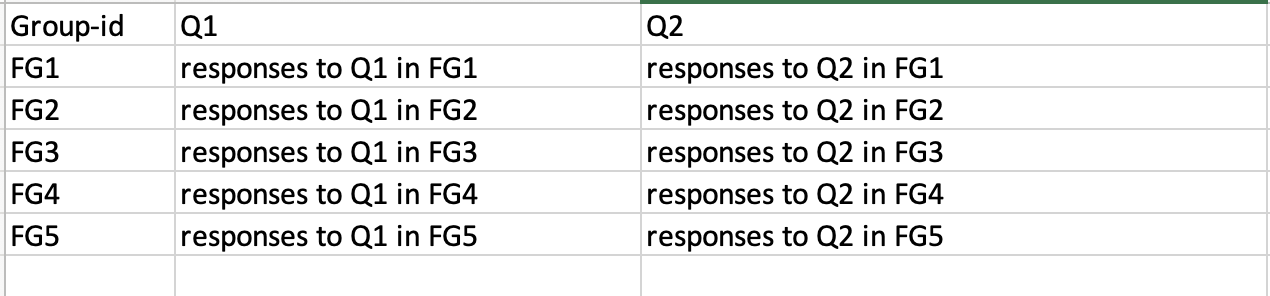 Group-id Q1 Q2
FG1 responses to Q1 in FG1 responses to Q2 in FG1
FG2 responses to Q1 in FG2 responses to Q2 in FG2
FG3 responses to Q1 in FG3 responses to Q2 in FG3
FG4 responses to Q1 in FG4 responses to Q2 in FG4
FG5 responses to Q1 in FG5 responses to Q2 in FG5